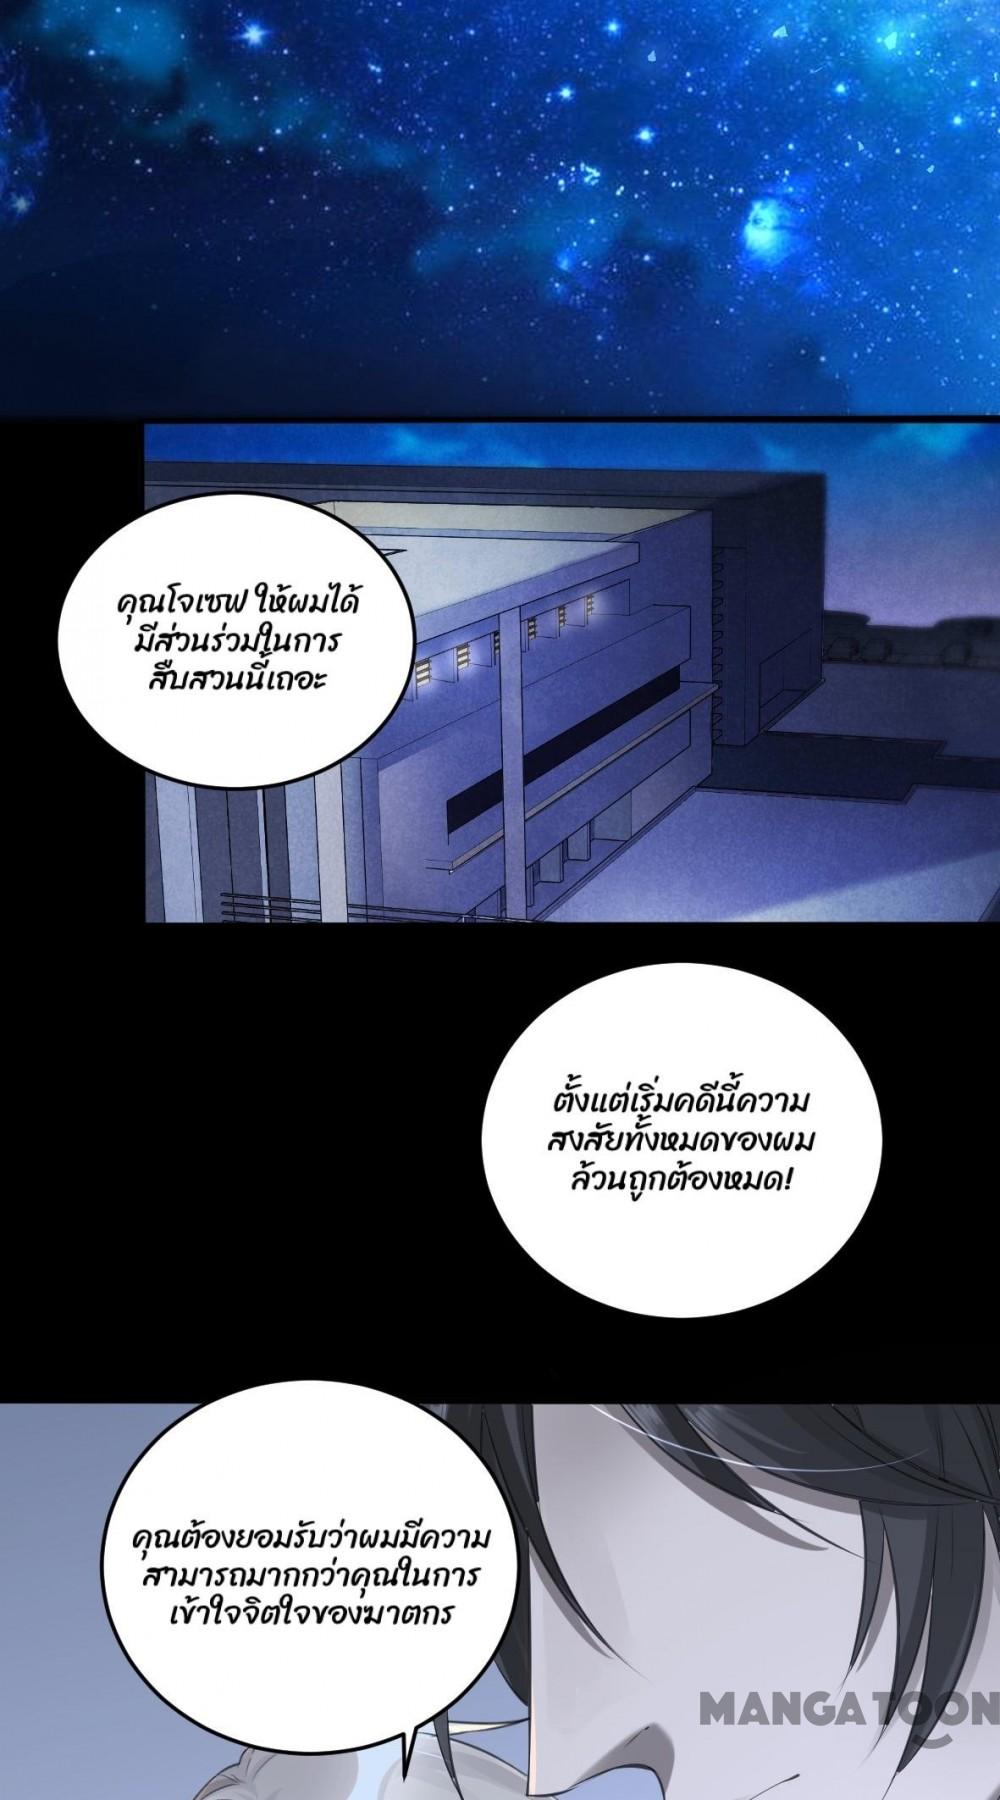 คุณโจเซฟ ให้ผมได้
มีส่วนร่วมในการ
สืบสวนนี้เถอะ
ตั้งแต่เริ่มคดีนี้ความ
สงสัยทั้งหมดของผม
ล้วนถูกต้องหมด!
คุณต้องยอมรับว่าผมมีความ
สามารถมากกว่าคุณในการ
เข้าใจจิตใจของฆาตกร
MANGA TOON